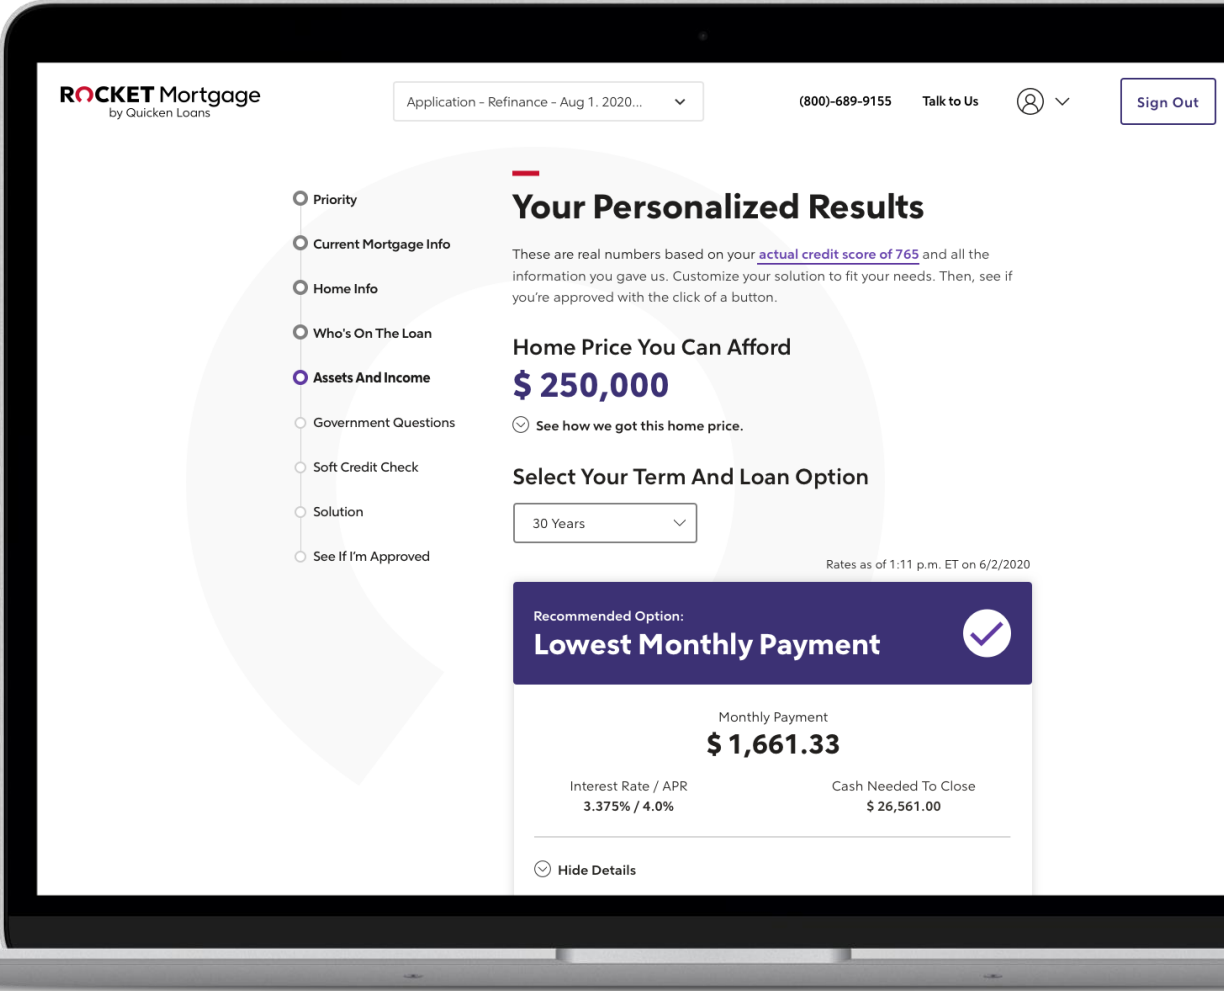 ROCKET Mortgage
by Quicken Loans
Application - Refinance - Aug 1. 2020...
(800)-689-9155
Talk to Us
Sign Out
Priority
Current Mortgage Info
Home Info
Who's On The Loan
Assets And Income
Government Questions
Soft Credit Check
Solution
See If I'm Approved
Your Personalized Results
These are real numbers based on your actual credit score of 765 and all the
information you gave us. Customize your solution to fit your needs. Then, see if
you're approved with the click of a button.
Home Price You Can Afford
$ 250,000
See how we got this home price.
Select Your Term And Loan Option
30 Years
Rates as of 1:11 p.m. ET on 6/2/2020
Recommended Option:
Lowest Monthly Payment
Monthly Payment
$ 1,661.33
Interest Rate / APR
3.375% / 4.0%
Cash Needed To Close
$ 26,561.00
Hide Details